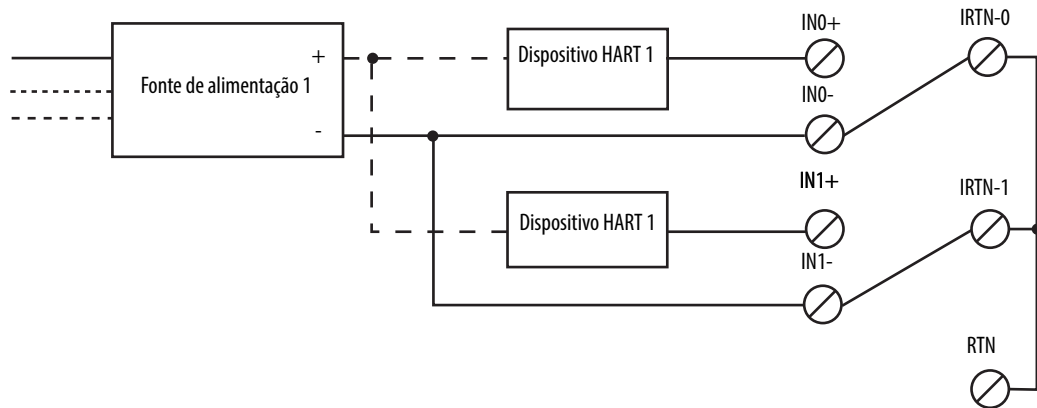 IN0+
IRTN-0
Dispositivo HART 1
+
Fonte de alimentação 1
IN0-
-
IN1+
IRTN-1
Dispositivo HART 1
IN1-
RTN